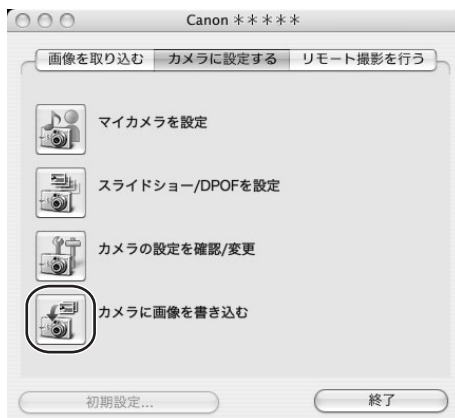 Canon ＊＊＊＊＊
画像を取り込む カメラに設定する リモート撮影を行う
マイカメラを設定
スライドショー/DPOFを設定
カメラの設定を確認/変更
カメラに画像を書き込む
初期設定... 終了